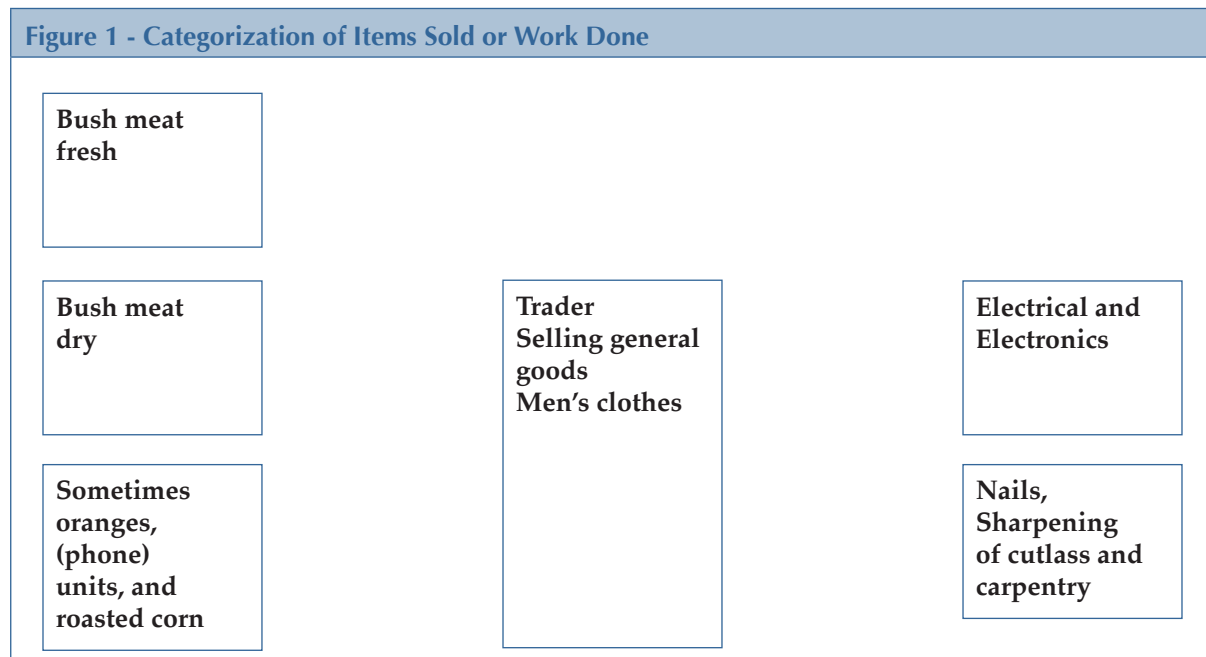 Figure 1 - Categorization of Items Sold or Work Done
Bush meat
fresh
Bush meat
dry
Trader
Selling general
goods
Men's clothes
Electrical and
Electronics
Sometimes
oranges,
(phone)
units, and
roasted corn
Nails,
Sharpening
of cutlass and
carpentry